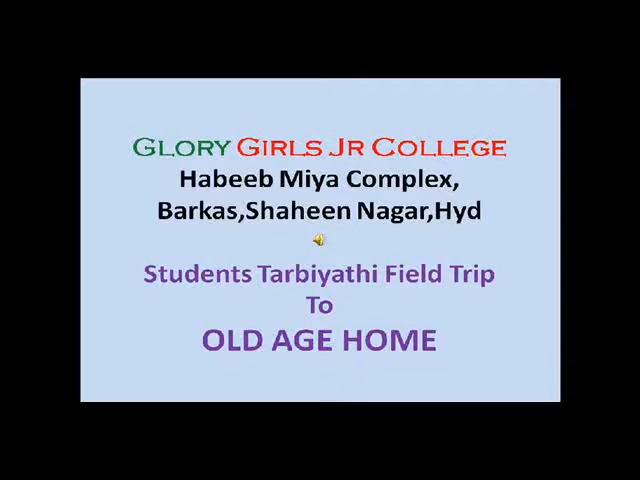 Glory Girls Jr College
Habeeb Miya Complex,
Barkas,Shaheen Nagar,Hyd
Students Tarbiyathi Field Trip
To
OLD AGE HOME